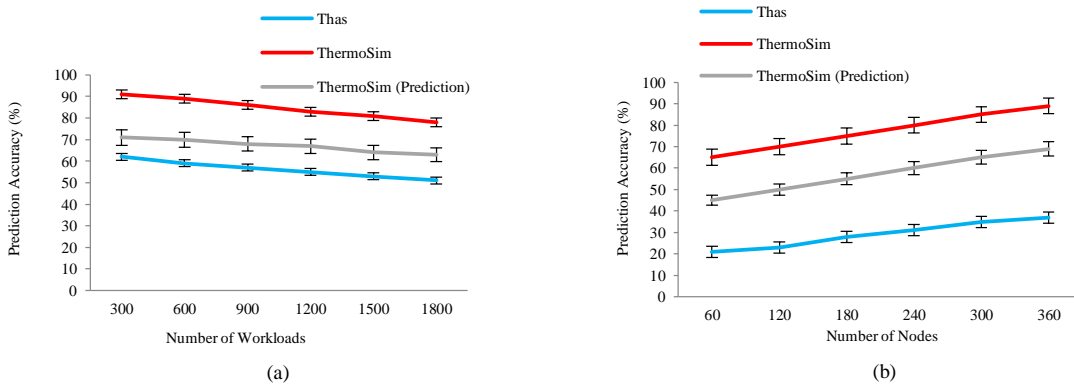 Thas
ThermoSim
ThermoSim (Prediction)
Prediction Accuracy (%)
100
90
80
70
60
50
40
30
20
10
0
300 600 900 1200 1500 1800
Number of Workloads
(a)
Thas
ThermoSim
ThermoSim (Prediction)
Prediction Accuracy (%)
100
90
80
70
60
50
40
30
20
10
0
60 120 180 240 300 360
Number of Nodes
(b)